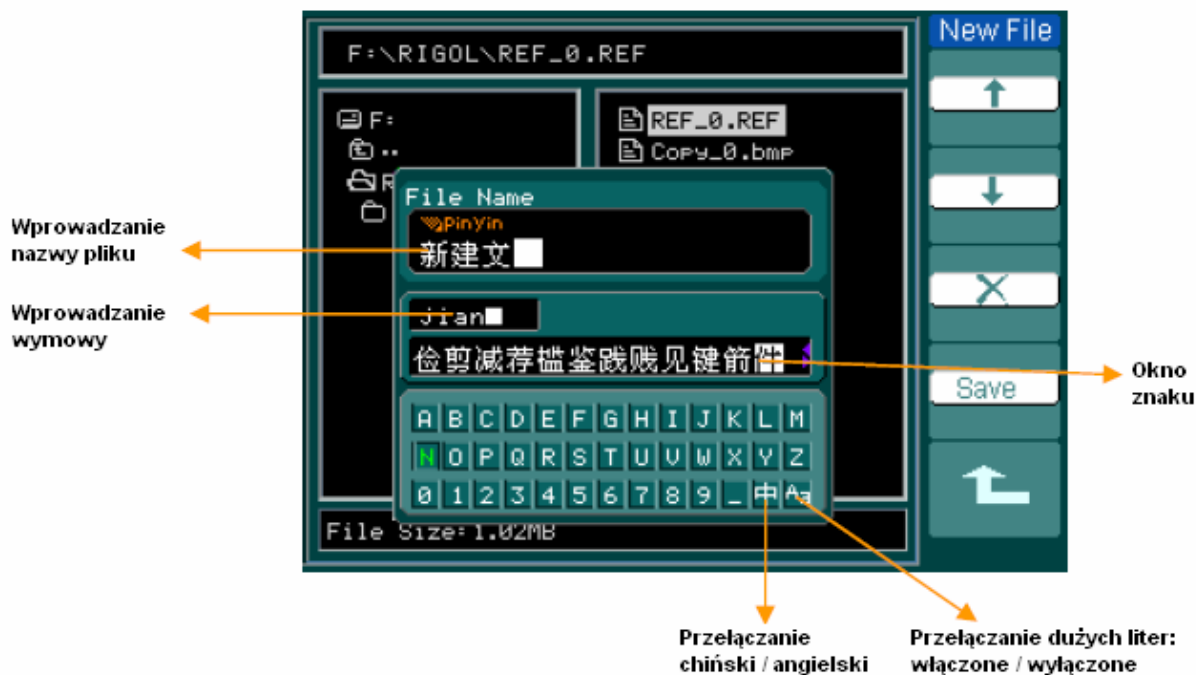 New File
F:\RIGOL\REF_0.REF
F:
REF_0.REF
..
Copy_0.bmp
R
File Name
PinYin
新建文
Wprowadzanie
nazwy pliku
jian
Wprowadzanie
wymowy
俭剪减荐槛鉴践贱见键箭件
Okno
znaku
Save
A B C D E F G H I J K L M
N O P Q R S T U V W X Y Z
0 1 2 3 4 5 6 7 8 9 _ 中 Aa
File Size:1.02MB
Przełączanie
chiński / angielski
Przełączanie dużych liter:
włączone / wyłączone